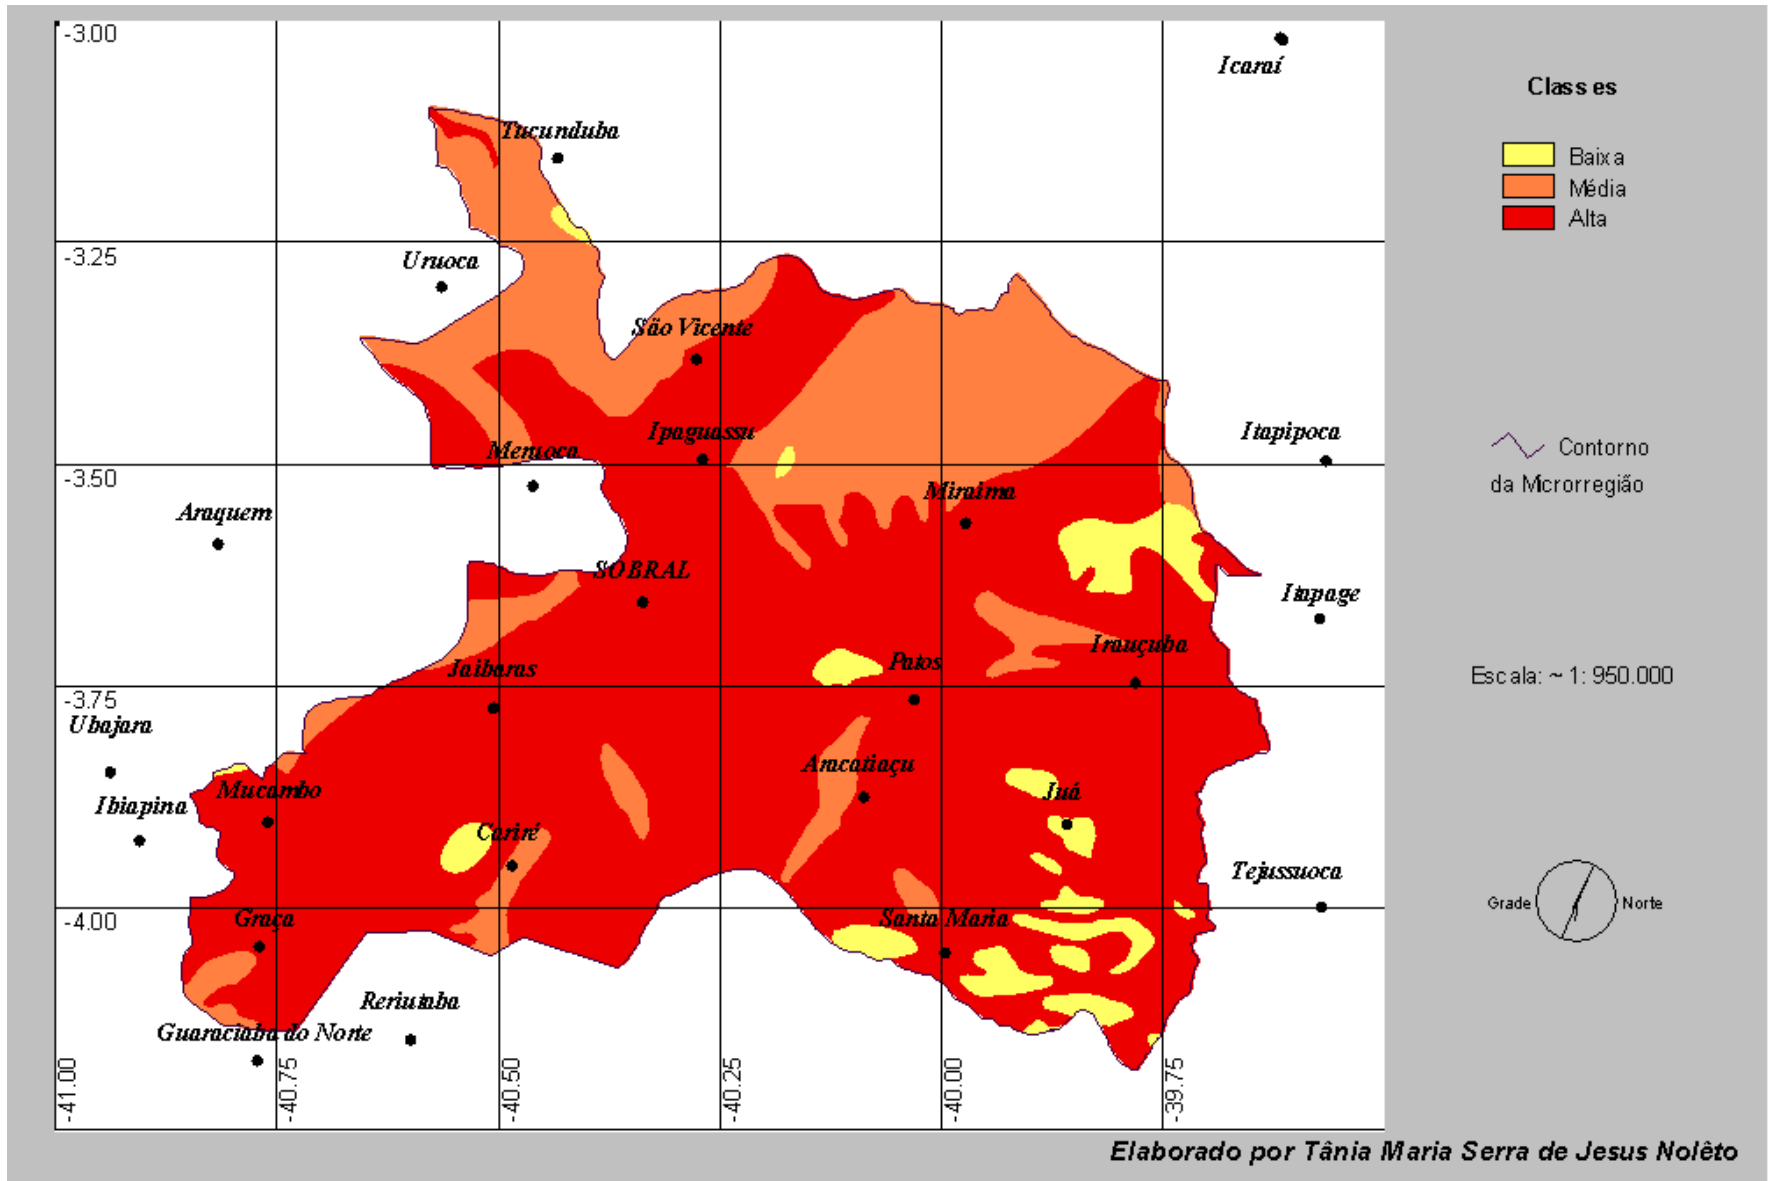 -3.00
Icaraí
Classes
Tucunduba
Baixa
Média
Alta
-3.25
Uruoca
São Vicente
Ipaguassu
Itapipoca
Meruoca
Contorno
da Microrregião
-3.50
Miraima
Araquem
SOBRAL
Itapage
Irauçuba
Patos
Jaibaras
Escala: ~ 1: 950.000
-3.75
Ubajara
Aracatiaçu
Mucambo
Juá
Ibiapina
Cariré
Tejussuoca
Grade
Norte
-4.00
Graça
Santa Maria
Reriutaba
Guaraciaba do Norte
-41.00
-40.75
-40.50
-40.25
-40.00
-39.75
Elaborado por Tânia Maria Serra de Jesus Nolêto